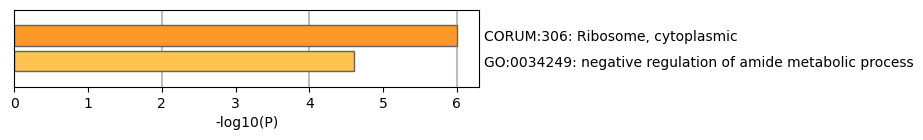 CORUM:306: Ribosome, cytoplasmic
GO:0034249: negative regulation of amide metabolic process
0 1 2 3 4 5 6
-log10(P)